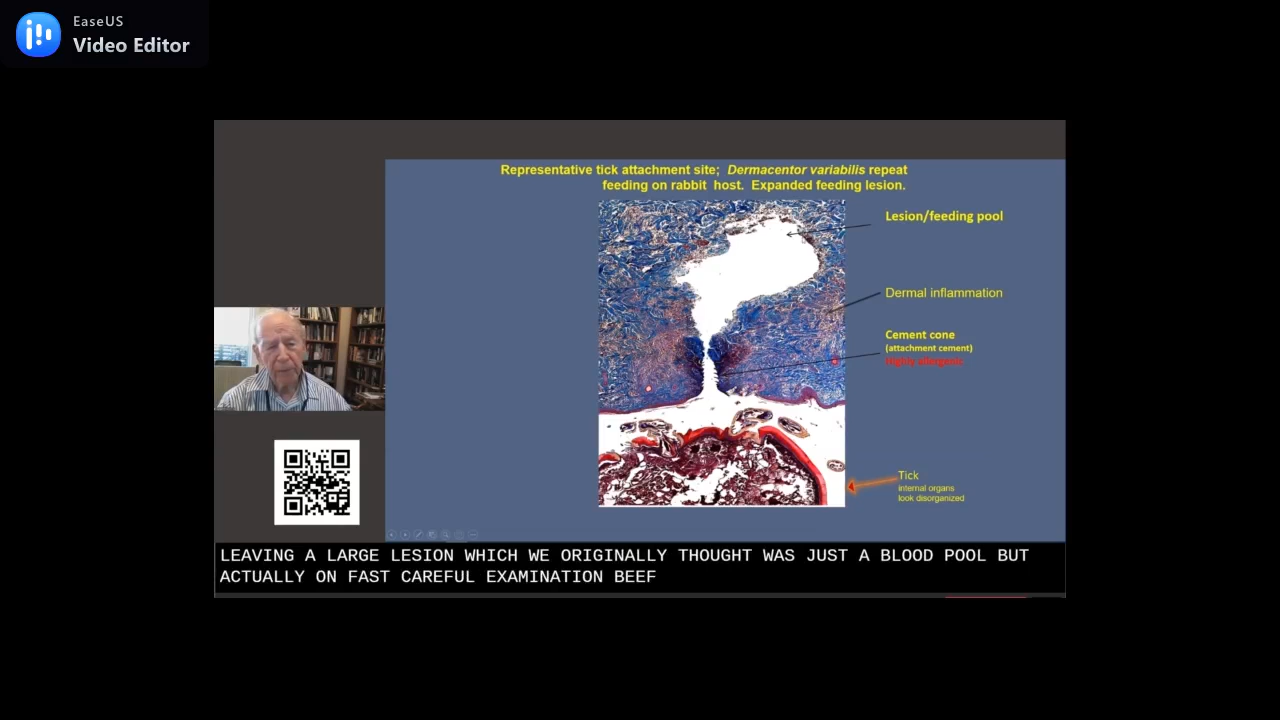 EaseUS
Video Editor
Representative tick attachment site; Dermacentor variabilis repeat
feeding on rabbit host. Expanded feeding lesion.
Lesion/feeding pool
Dermal inflammation
Cement cone
(attachment cement)
highly allergenic
Tick
internal organs
look disorganized
LEAVING A LARGE LESION WHICH WE ORIGINALLY THOUGHT WAS JUST A BLOOD POOL BUT
ACTUALLY ON FAST CAREFUL EXAMINATION BEEF